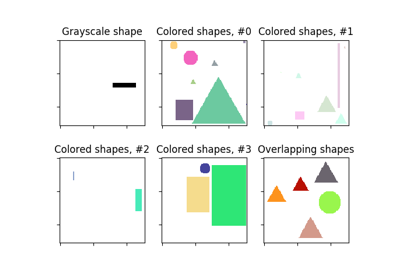 Grayscale shape
Colored shapes, #0
Colored shapes, #1
Colored shapes, #2
Colored shapes, #3
Overlapping shapes